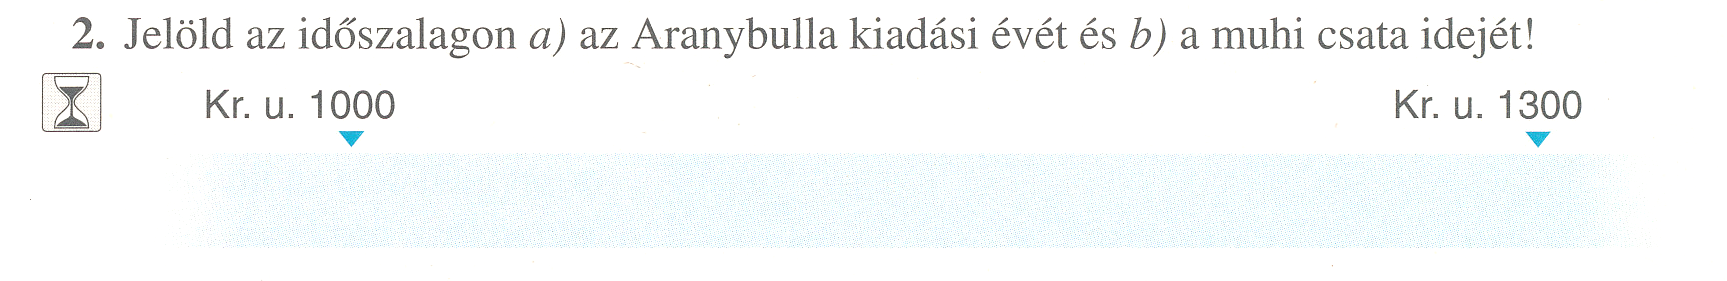 2. Jelöld az időszalagon a) az Aranybulla kiadási évét és b) a muhi csata idejét!
Kr. u. 1000 Kr. u. 1300